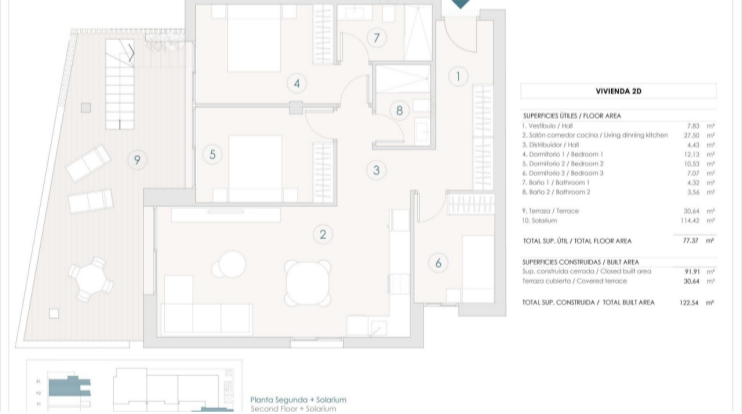 7
1
4
8
9
5
3
2
6
VIVIENDA 2D
SUPERFICIES ÚTILES / FLOOR AREA
1. Vestíbulo / Hall 7.83 m²
2. Salón comedor cocina / Living dinning kitchen 27.50 m²
3. Distribuidor / Hall 4.43 m²
4. Dormitorio 1 / Bedroom 1 12.13 m²
5. Dormitorio 2 / Bedroom 2 10.53 m²
6. Dormitorio 3 / Bedroom 3 7.07 m²
7. Baño 1 / Bathroom 1 4.32 m²
8. Baño 2 / Bathroom 2 3.56 m²
9. Terraza / Terrace 30,64 m²
10. Solarium 114,42 m²
TOTAL SUP. ÚTIL / TOTAL FLOOR AREA 77.37 m²
SUPERFICIES CONSTRUIDAS / BUILT AREA
Sup. construida cerrada / Closed built area 91.91 m²
Terraza cubierta / Covered terrace 30.64 m²
TOTAL SUP. CONSTRUIDA / TOTAL BUILT AREA 122.54 m²
Planta Segunda + Solarium
Second Floor + Solarium